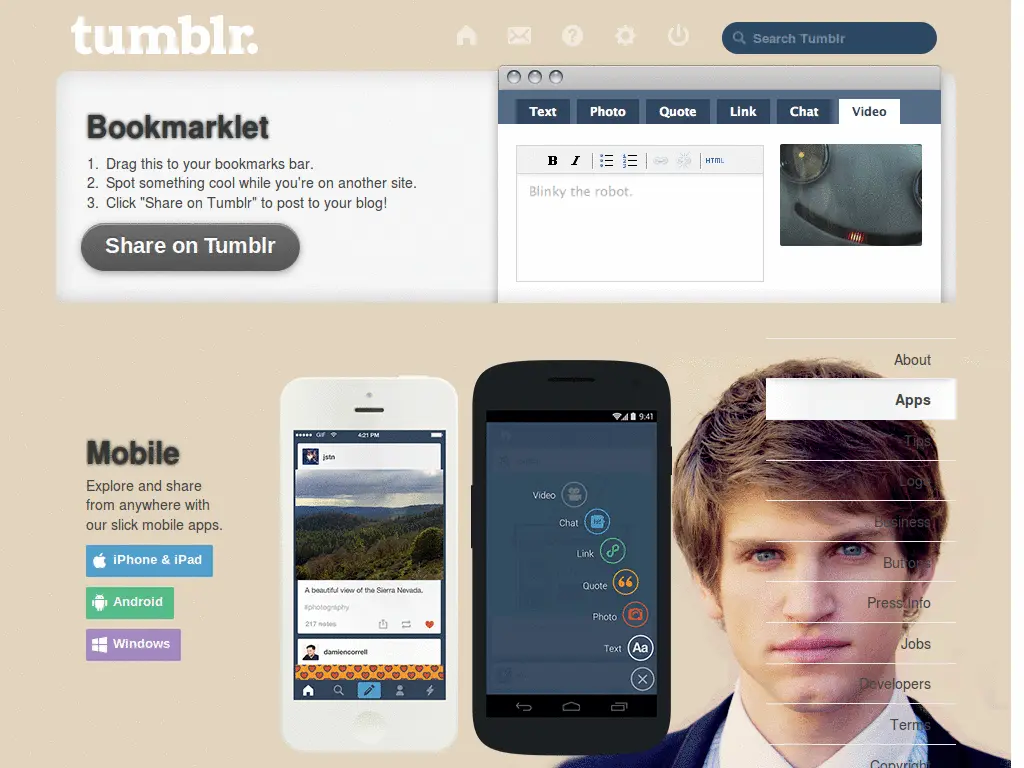 tumblr.
Search Tumblr
Bookmarklet
1. Drag this to your bookmarks bar.
2. Spot something cool while you're on another site.
3. Click "Share on Tumblr" to post to your blog!
Share on Tumblr
Text Photo Quote Link Chat Video
B I HTML
Blinky the robot.
About
Apps
Tips
Logo
Business
Buttons
Press Info
Jobs
Developers
Terms
Copyright
Mobile
Explore and share
from anywhere with
our slick mobile apps.
iPhone & iPad
Android
Windows
GIF 4:21 PM
jstn
A beautiful view of the Sierra Nevada.
#photography
217 notes
damiencorrell
9:41
Video
Chat
Link
Quote
Photo
Text Aa